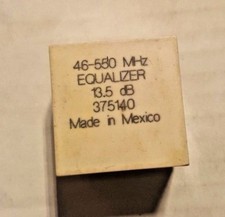 46-550 MHz
EQUALIZER
13.5 dB
375140
Made in Mexico